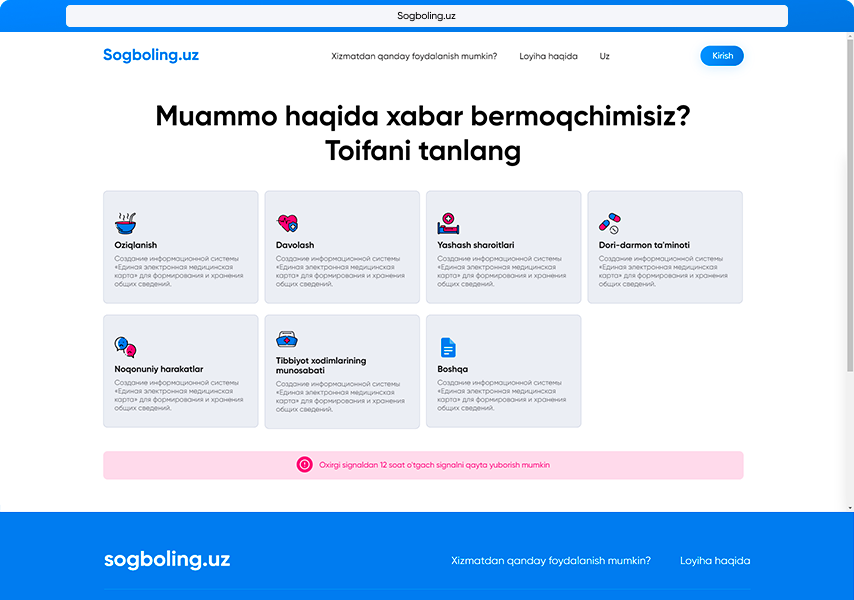 Sogboling.uz
Sogboling.uz
Xizmatdan qanday foydalanish mumkin?
Loyiha haqida
Uz
Kirish
Muammo haqida xabar bermoqchimisiz?
Toifani tanlang
Oziqlanish
Создание информационной системы
«Единая электронная медицинская
карта» для формирования и хранения
общих сведений.
Davolash
Создание информационной системы
«Единая электронная медицинская
карта» для формирования и хранения
общих сведений.
Yashash sharoitlari
Создание информационной системы
«Единая электронная медицинская
карта» для формирования и хранения
общих сведений.
Dori-darmon ta'minoti
Создание информационной системы
«Единая электронная медицинская
карта» для формирования и хранения
общих сведений.
Noqonuniy harakatlar
Создание информационной системы
«Единая электронная медицинская
карта» для формирования и хранения
общих сведений.
Tibbiyot xodimlarining
munosabati
Создание информационной системы
«Единая электронная медицинская
карта» для формирования и хранения
общих сведений.
Boshqa
Создание информационной системы
«Единая электронная медицинская
карта» для формирования и хранения
общих сведений.
Oxirgi signaldan 12 soat o'tgach signalni qayta yuborish mumkin
sogboling.uz
Xizmatdan qanday foydalanish mumkin?
Loyiha haqida